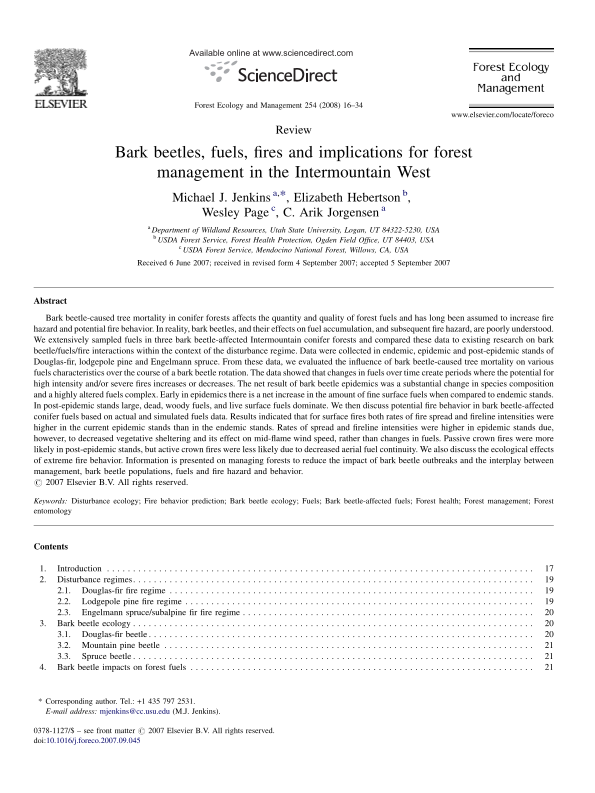 Available online at www.sciencedirect.com
ScienceDirect
ELSEVIER
Forest Ecology and Management 254 (2008) 16–34
Forest Ecology
and
Management
www.elsevier.com/locate/foreco
Review
Bark beetles, fuels, fires and implications for forest
management in the Intermountain West
Michael J. Jenkins a,*, Elizabeth Hebertson b,
Wesley Page c, C. Arik Jorgensen a
a Department of Wildland Resources, Utah State University, Logan, UT 84322-5230, USA
b USDA Forest Service, Forest Health Protection, Ogden Field Office, UT 84403, USA
c USDA Forest Service, Mendocino National Forest, Willows, CA, USA
Received 6 June 2007; received in revised form 4 September 2007; accepted 5 September 2007
Abstract
Bark beetle-caused tree mortality in conifer forests affects the quantity and quality of forest fuels and has long been assumed to increase fire
hazard and potential fire behavior. In reality, bark beetles, and their effects on fuel accumulation, and subsequent fire hazard, are poorly understood.
We extensively sampled fuels in three bark beetle-affected Intermountain conifer forests and compared these data to existing research on bark
beetle/fuels/fire interactions within the context of the disturbance regime. Data were collected in endemic, epidemic and post-epidemic stands of
Douglas-fir, lodgepole pine and Engelmann spruce. From these data, we evaluated the influence of bark beetle-caused tree mortality on various
fuels characteristics over the course of a bark beetle rotation. The data showed that changes in fuels over time create periods where the potential for
high intensity and/or severe fires increases or decreases. The net result of bark beetle epidemics was a substantial change in species composition
and a highly altered fuels complex. Early in epidemics there is a net increase in the amount of fine surface fuels when compared to endemic stands.
In post-epidemic stands large, dead, woody fuels, and live surface fuels dominate. We then discuss potential fire behavior in bark beetle-affected
conifer fuels based on actual and simulated fuels data. Results indicated that for surface fires both rates of fire spread and fireline intensities were
higher in the current epidemic stands than in the endemic stands. Rates of spread and fireline intensities were higher in epidemic stands due,
however, to decreased vegetative sheltering and its effect on mid-flame wind speed, rather than changes in fuels. Passive crown fires were more
likely in post-epidemic stands, but active crown fires were less likely due to decreased aerial fuel continuity. We also discuss the ecological effects
of extreme fire behavior. Information is presented on managing forests to reduce the impact of bark beetle outbreaks and the interplay between
management, bark beetle populations, fuels and fire hazard and behavior.
© 2007 Elsevier B.V. All rights reserved.
Keywords: Disturbance ecology; Fire behavior prediction; Bark beetle ecology; Fuels; Bark beetle-affected fuels; Forest health; Forest management; Forest
entomology
Contents
1. Introduction . . . . . . . . . . . . . . . . . . . . 17
2. Disturbance regimes . . . . . . . . . . . . . . . . . . . . 19
2.1. Douglas-fir fire regime . . . . . . . . . . . . . . . . . . . . 19
2.2. Lodgepole pine fire regime . . . . . . . . . . . . . . . . . . . . 19
2.3. Engelmann spruce/subalpine fir fire regime . . . . . . . . . . . . . . . . . . . . 20
3. Bark beetle ecology . . . . . . . . . . . . . . . . . . . . 20
3.1. Douglas-fir beetle . . . . . . . . . . . . . . . . . . . . 20
3.2. Mountain pine beetle . . . . . . . . . . . . . . . . . . . . 21
3.3. Spruce beetle . . . . . . . . . . . . . . . . . . . . 21
4. Bark beetle impacts on forest fuels . . . . . . . . . . . . . . . . . . . . 21
* Corresponding author. Tel.: +1 435 797 2531.
E-mail address: mjenkins@cc.usu.edu (M.J. Jenkins).
0378-1127/$ – see front matter © 2007 Elsevier B.V. All rights reserved.
doi:10.1016/j.foreco.2007.09.045